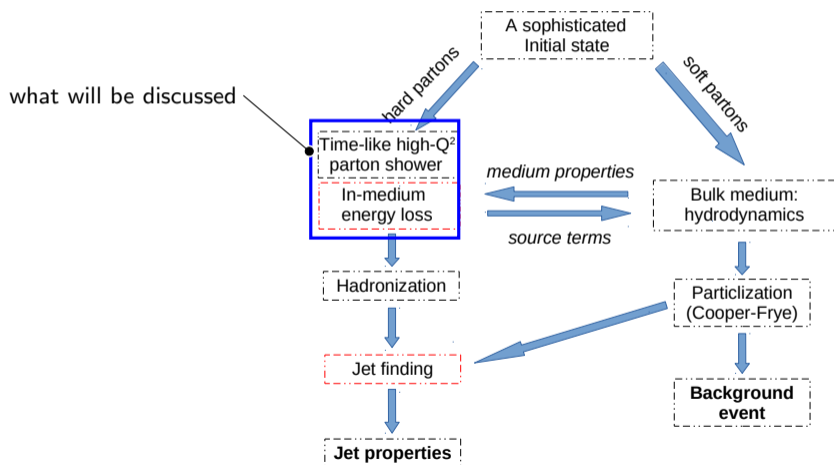 A sophisticated
Initial state
hard partons
soft partons
what will be discussed
Time-like high-Q²
parton shower
In-medium
energy loss
medium properties
source terms
Bulk medium:
hydrodynamics
Hadronization
Particlization
(Cooper-Frye)
Jet finding
Background
event
Jet properties